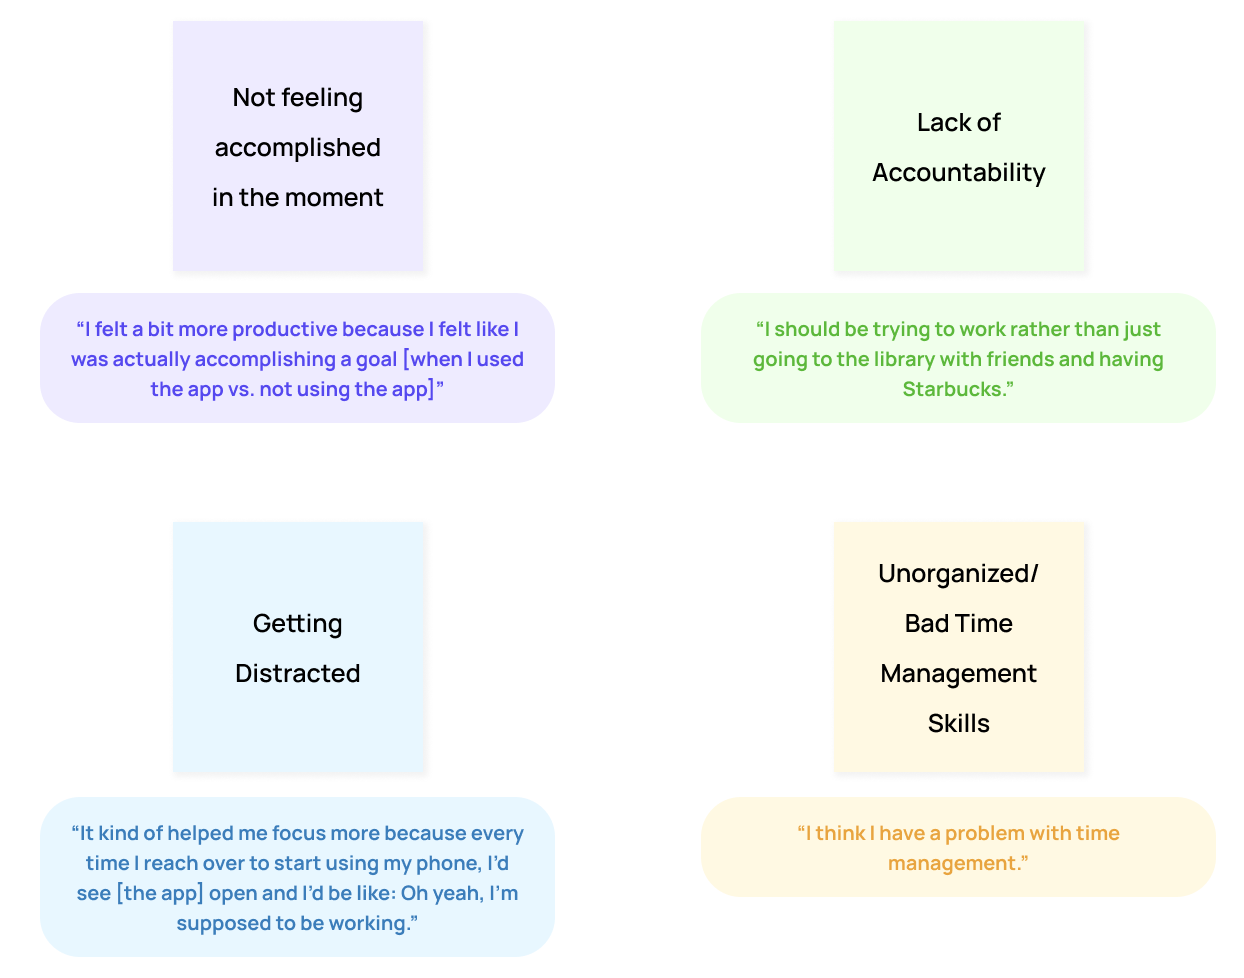 Not feeling
accomplished
in the moment
“I felt a bit more productive because I felt like I
was actually accomplishing a goal [when I used
the app vs. not using the app]”
Lack of
Accountability
“I should be trying to work rather than just
going to the library with friends and having
Starbucks.”
Getting
Distracted
“It kind of helped me focus more because every
time I reach over to start using my phone, I’d
see [the app] open and I’d be like: Oh yeah, I’m
supposed to be working.”
Unorganized/
Bad Time
Management
Skills
“I think I have a problem with time
management.”